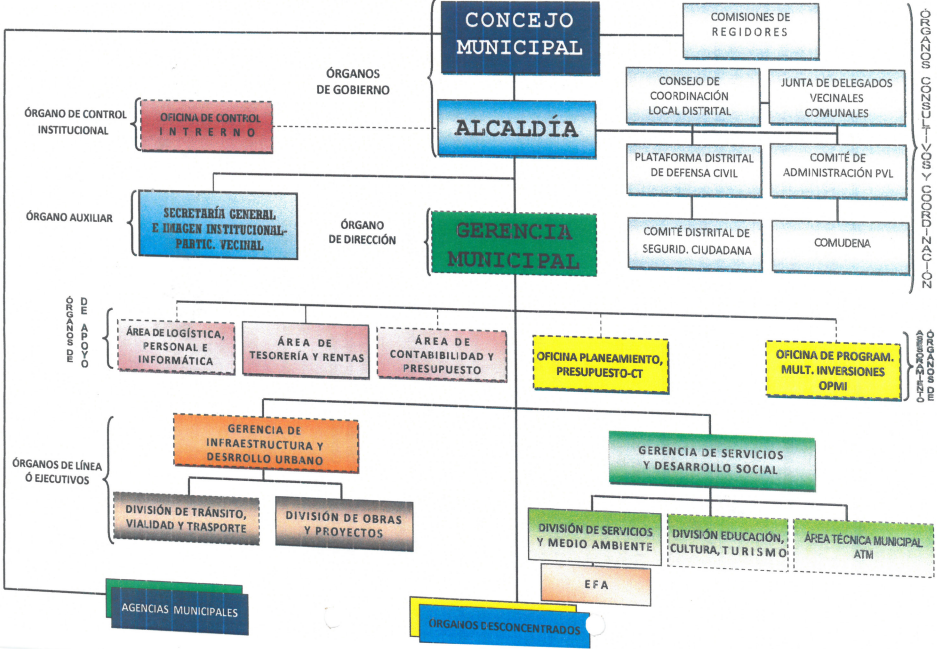 CONCEJO
MUNICIPAL
COMISIONES DE
REGIDORES
ÓRGANOS CONSULTIVOS Y COORDINACIÓN
ÓRGANOS
DE GOBIERNO
CONSEJO DE
COORDINACIÓN
LOCAL DISTRITAL
JUNTA DE DELEGADOS
VECINALES
COMUNALES
ÓRGANO DE CONTROL
INSTITUCIONAL
OFICINA DE CONTROL
INTRERNO
ALCALDÍA
PLATAFORMA DISTRITAL
DE DEFENSA CIVIL
COMITÉ DE
ADMINISTRACIÓN PVL
ÓRGANO AUXILIAR
SECRETARÍA GENERAL
E IMAGEN INSTITUCIONAL-
PARTIC. VECINAL
ÓRGANO
DE DIRECCIÓN
GERENCIA
MUNICIPAL
COMITÉ DISTRITAL DE
SEGURID. CIUDADANA
COMUDENA
ÓRGANOS DE
DE APOYO
ÁREA DE LOGÍSTICA,
PERSONAL E
INFORMÁTICA
ÁREA DE
TESORERÍA Y RENTAS
ÁREA DE
CONTABILIDAD Y
PRESUPUESTO
OFICINA PLANEAMIENTO,
PRESUPUESTO-CT
OFICINA DE PROGRAM.
MULT. INVERSIONES
OPMI
ÓRGANOS DE
ÓRGANOS DE LÍNEA
Ó EJECUTIVOS
GERENCIA DE
INFRAESTRUCTURA Y
DESRROLLO URBANO
GERENCIA DE SERVICIOS
Y DESARROLLO SOCIAL
DIVISIÓN DE TRÁNSITO,
VIALIDAD Y TRASPORTE
DIVISIÓN DE OBRAS
Y PROYECTOS
DIVISIÓN DE SERVICIOS
Y MEDIO AMBIENTE
DIVISIÓN EDUCACIÓN,
CULTURA, TURISMO
ÁREA TÉCNICA MUNICIPAL
ATM
EFA
AGENCIAS MUNICIPALES
ÓRGANOS DESCONCENTRADOS